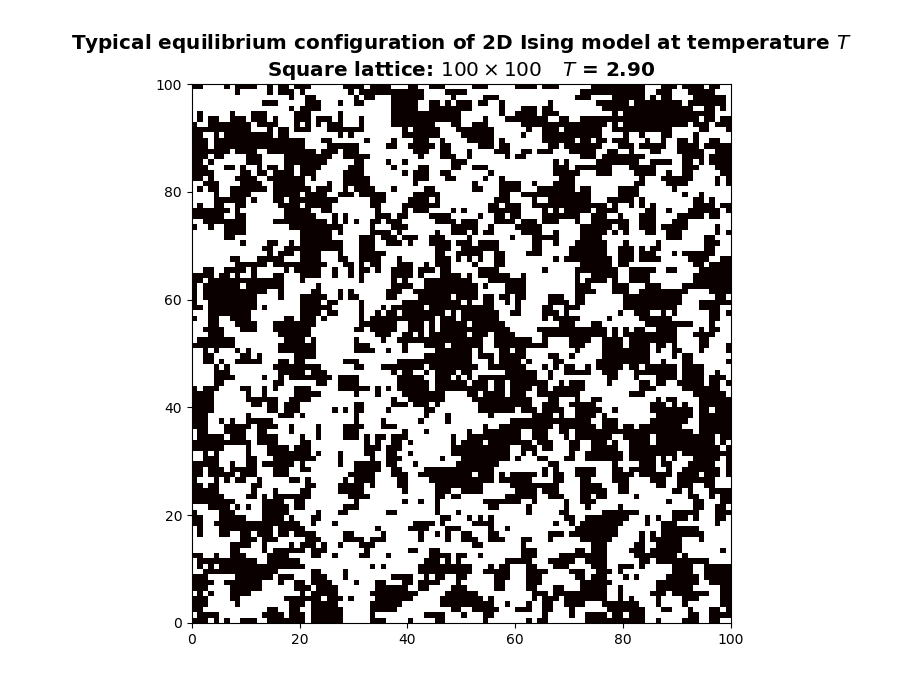 Typical equilibrium configuration of 2D Ising model at temperature T
Square lattice: 100 × 100 T = 2.90
100
80
60
40
20
0
0 20 40 60 80 100